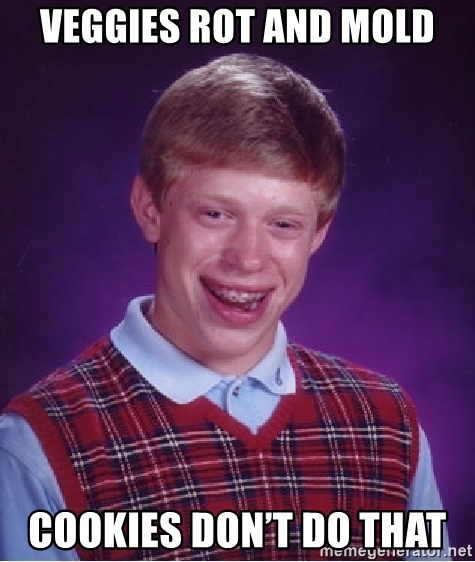 VEGGIES ROT AND MOLD
COOKIES DON'T DO THAT
memegenerator.net